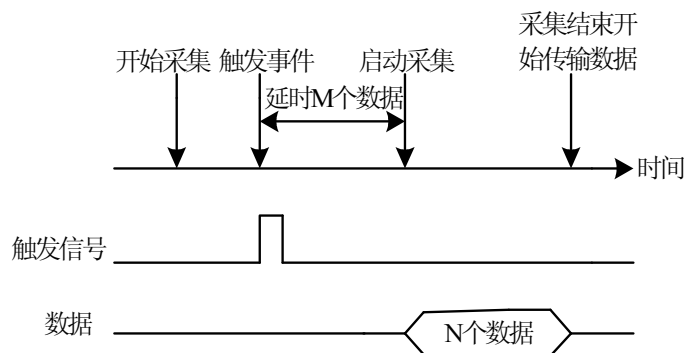 采集结束开
始传输数据
开始采集 触发事件 启动采集
延时M个数据
时间
触发信号
数据
N个数据